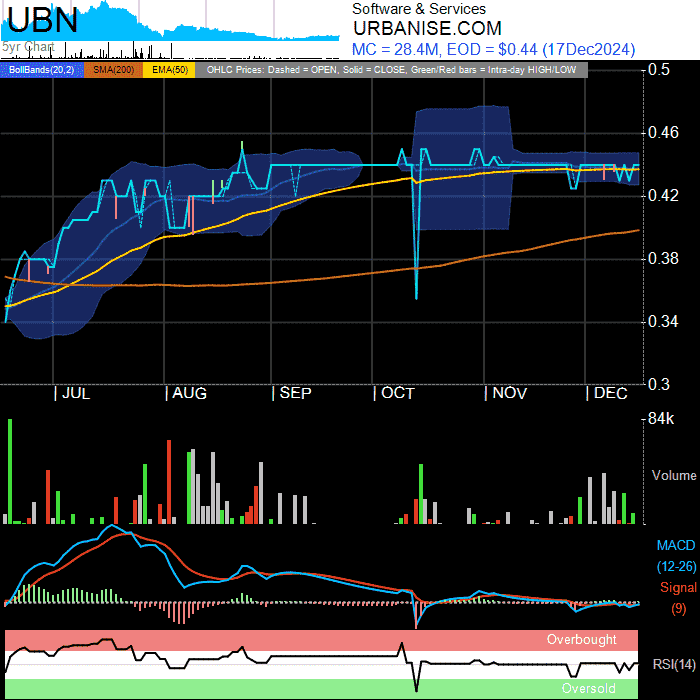 UBN
5yr Chart
Software & Services
URBANISE.COM
MC = 28.4M, EOD = $0.44 (17Dec2024)
BollBands(20,2) SMA(200) EMA(50) OHLC Prices: Dashed = OPEN, Solid = CLOSE, Green/Red bars = Intra-day HIGH/LOW
0.5
0.46
0.42
0.38
0.34
0.3
JUL AUG SEP OCT NOV DEC
84k
Volume
MACD
(12-26)
Signal
(9)
Overbought
RSI(14)
Oversold